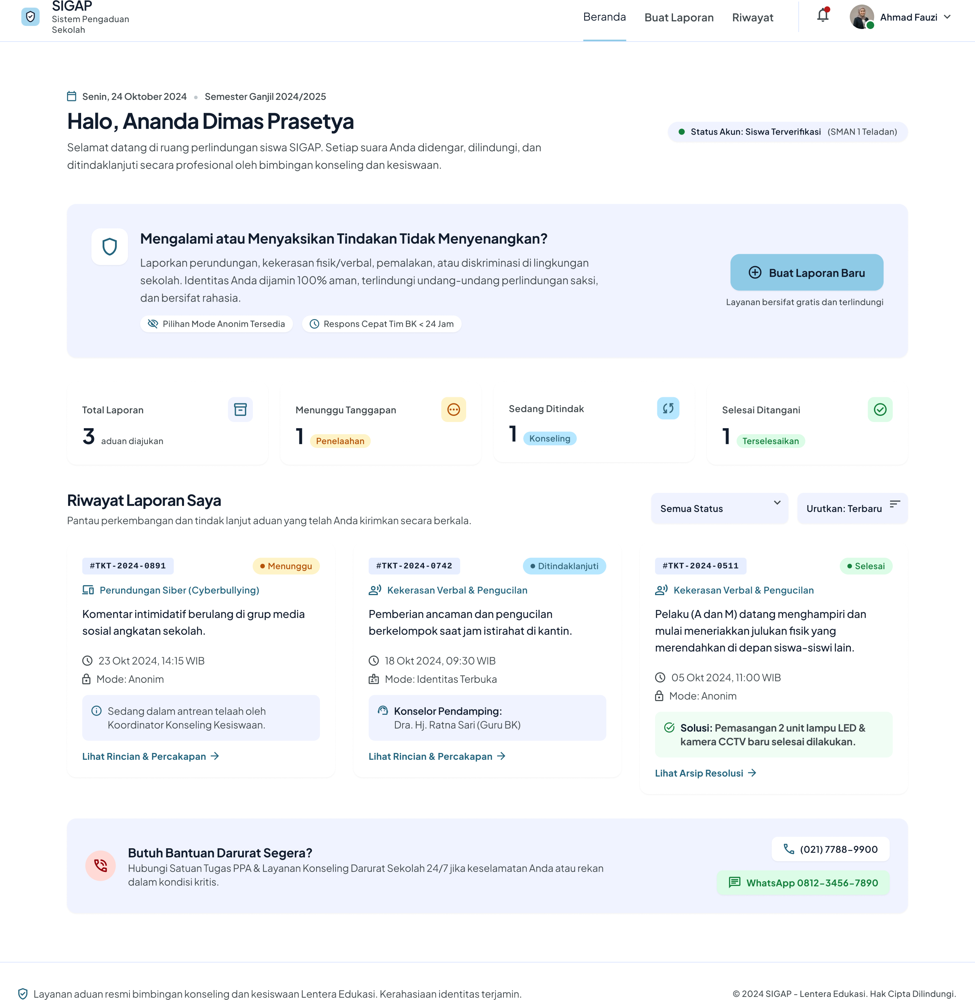 SIGAP
Sistem Pengaduan
Sekolah
Beranda
Buat Laporan
Riwayat
Ahmad Fauzi
Senin, 24 Oktober 2024 • Semester Ganjil 2024/2025
Halo, Ananda Dimas Prasetya
Selamat datang di ruang perlindungan siswa SIGAP. Setiap suara Anda didengar, dilindungi, dan
ditindaklanjuti secara profesional oleh bimbingan konseling dan kesiswaan.
Status Akun: Siswa Terverifikasi (SMAN 1 Teladan)
Mengalami atau Menyaksikan Tindakan Tidak Menyenangkan?
Laporkan perundungan, kekerasan fisik/verbal, pemalakan, atau diskriminasi di lingkungan
sekolah. Identitas Anda dijamin 100% aman, terlindungi undang-undang perlindungan saksi,
dan bersifat rahasia.
Pilihan Mode Anonim Tersedia
Respons Cepat Tim BK < 24 Jam
Buat Laporan Baru
Layanan bersifat gratis dan terlindungi
Total Laporan
3 aduan diajukan
Menunggu Tanggapan
1 Penelaahan
Sedang Ditindak
1 Konseling
Selesai Ditangani
1 Terselesaikan
Riwayat Laporan Saya
Pantau perkembangan dan tindak lanjut aduan yang telah Anda kirimkan secara berkala.
Semua Status
Urutkan: Terbaru
#TKT-2024-0891
Menunggu
Perundungan Siber (Cyberbullying)
Komentar intimidatif berulang di grup media
sosial angkatan sekolah.
23 Okt 2024, 14:15 WIB
Mode: Anonim
Sedang dalam antrean telaah oleh
Koordinator Konseling Kesiswaan.
Lihat Rincian & Percakapan
#TKT-2024-0742
Ditindaklanjuti
Kekerasan Verbal & Pengucilan
Pemberian ancaman dan pengucilan
berkelompok saat jam istirahat di kantin.
18 Okt 2024, 09:30 WIB
Mode: Identitas Terbuka
Konselor Pendamping:
Dra. Hj. Ratna Sari (Guru BK)
Lihat Rincian & Percakapan
#TKT-2024-0511
Selesai
Kekerasan Verbal & Pengucilan
Pelaku (A dan M) datang menghampiri dan
mulai meneriakkan julukan fisik yang
merendahkan di depan siswa-siswi lain.
05 Okt 2024, 11:00 WIB
Mode: Anonim
Solusi: Pemasangan 2 unit lampu LED &
kamera CCTV baru selesai dilakukan.
Lihat Arsip Resolusi
Butuh Bantuan Darurat Segera?
Hubungi Satuan Tugas PPA & Layanan Konseling Darurat Sekolah 24/7 jika keselamatan Anda atau rekan
dalam kondisi kritis.
(021) 7788-9900
WhatsApp 0812-3456-7890
Layanan aduan resmi bimbingan konseling dan kesiswaan Lentera Edukasi. Kerahasiaan identitas terjamin.
© 2024 SIGAP - Lentera Edukasi. Hak Cipta Dilindungi.